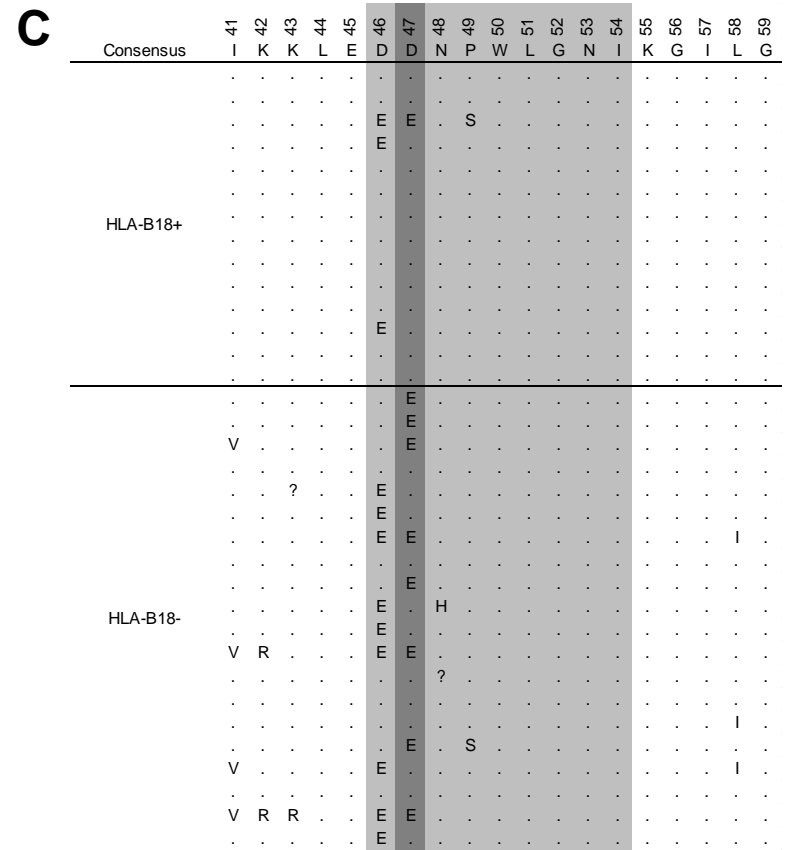 C
41 42 43 44 45 46 47 48 49 50 51 52 53 54 55 56 57 58 59
Consensus I K K L E D D N P W L G N I K G I L G
. . . . . . . . . . . . . . . . . . .
. . . . . . . . . . . . . . . . . . .
. . . . . E E . S . . . . . . . . . .
. . . . . E . . . . . . . . . . . . .
. . . . . . . . . . . . . . . . . . .
. . . . . . . . . . . . . . . . . . .
. . . . . . . . . . . . . . . . . . .
HLA-B18+
. . . . . . . . . . . . . . . . . . .
. . . . . . . . . . . . . . . . . . .
. . . . . . . . . . . . . . . . . . .
. . . . . . . . . . . . . . . . . . .
. . . . . E . . . . . . . . . . . . .
. . . . . . . . . . . . . . . . . . .
. . . . . . . . . . . . . . . . . . .
. . . . . . E . . . . . . . . . . . .
. . . . . . E . . . . . . . . . . . .
V . . . . . E . . . . . . . . . . . .
. . . . . . . . . . . . . . . . . . .
. . ? . . E . . . . . . . . . . . . .
. . . . . E . . . . . . . . . . . . .
. . . . . E E . . . . . . . . . . I .
. . . . . . . . . . . . . . . . . . .
. . . . . . E . . . . . . . . . . . .
. . . . . E . H . . . . . . . . . . .
HLA-B18-
. . . . . E . . . . . . . . . . . . .
V R . . . E E . . . . . . . . . . . .
. . . . . . . ? . . . . . . . . . . .
. . . . . . . . . . . . . . . . . . .
. . . . . . . . . . . . . . . . . I .
. . . . . . E . S . . . . . . . . . .
V . . . . E . . . . . . . . . . . I .
. . . . . . . . . . . . . . . . . . .
V R R . . E E . . . . . . . . . . . .
. . . . . E . . . . . . . . . . . . .